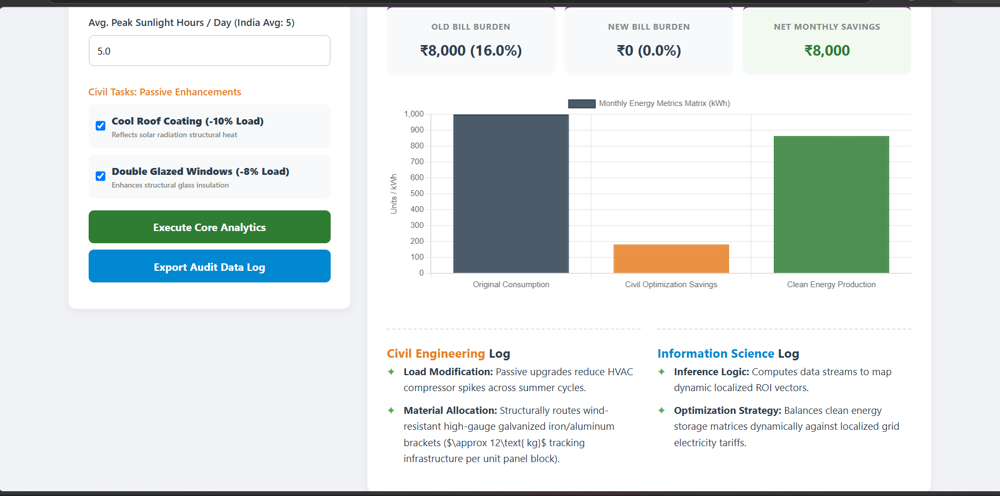 Avg. Peak Sunlight Hours / Day (India Avg: 5)
5.0
Civil Tasks: Passive Enhancements
Cool Roof Coating (-10% Load)
Reflects solar radiation structural heat
Double Glazed Windows (-8% Load)
Enhances structural glass insulation
Execute Core Analytics
Export Audit Data Log
OLD BILL BURDEN
₹8,000 (16.0%)
NEW BILL BURDEN
₹0 (0.0%)
NET MONTHLY SAVINGS
₹8,000
Monthly Energy Metrics Matrix (kWh)
Units / kWh
1,000
900
800
700
600
500
400
300
200
100
0
Original Consumption
Civil Optimization Savings
Clean Energy Production
Civil Engineering Log
✦ Load Modification: Passive upgrades reduce HVAC
compressor spikes across summer cycles.
✦ Material Allocation: Structurally routes wind-
resistant high-gauge galvanized iron/aluminum
brackets ($\approx 12\text{ kg}$ tracking
infrastructure per unit panel block).
Information Science Log
✦ Inference Logic: Computes data streams to map
dynamic localized ROI vectors.
✦ Optimization Strategy: Balances clean energy
storage matrices dynamically against localized grid
electricity tariffs.